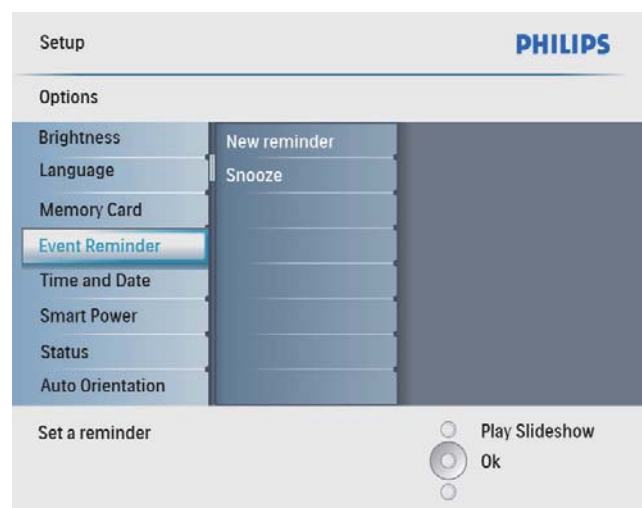 Setup
PHILIPS
Options
Brightness
Language
Memory Card
Event Reminder
Time and Date
Smart Power
Status
Auto Orientation
New reminder
Snooze
Set a reminder
Play Slideshow
Ok